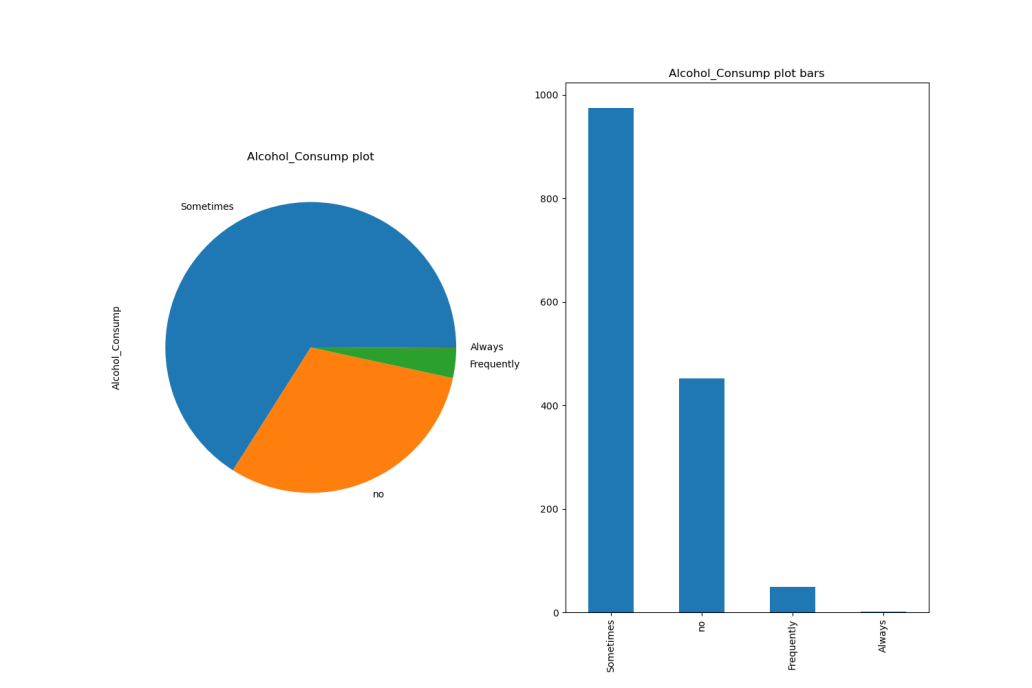 Alcohol_Consump plot
Sometimes
Alcohol_Consump
Always
Frequently
no
Alcohol_Consump plot bars
1000
800
600
400
200
0
Sometimes
no
Frequently
Always